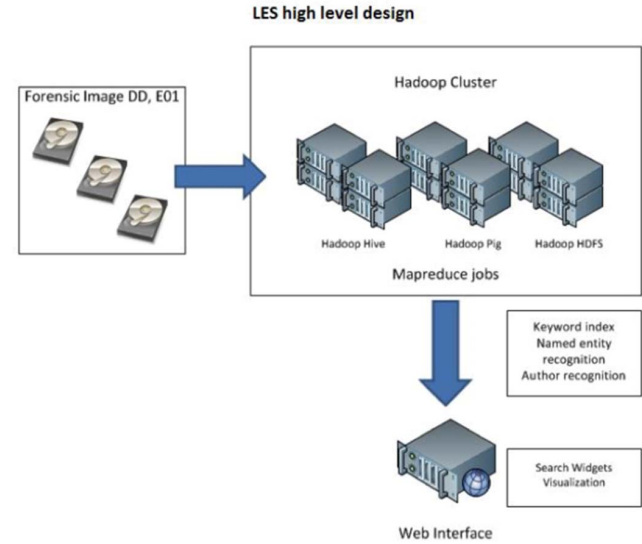 LES high level design
Forensic Image DD, E01
Hadoop Cluster
Hadoop Hive
Hadoop Pig
Hadoop HDFS
Mapreduce jobs
Keyword index
Named entity
recognition
Author recognition
Search Widgets
Visualization
Web Interface